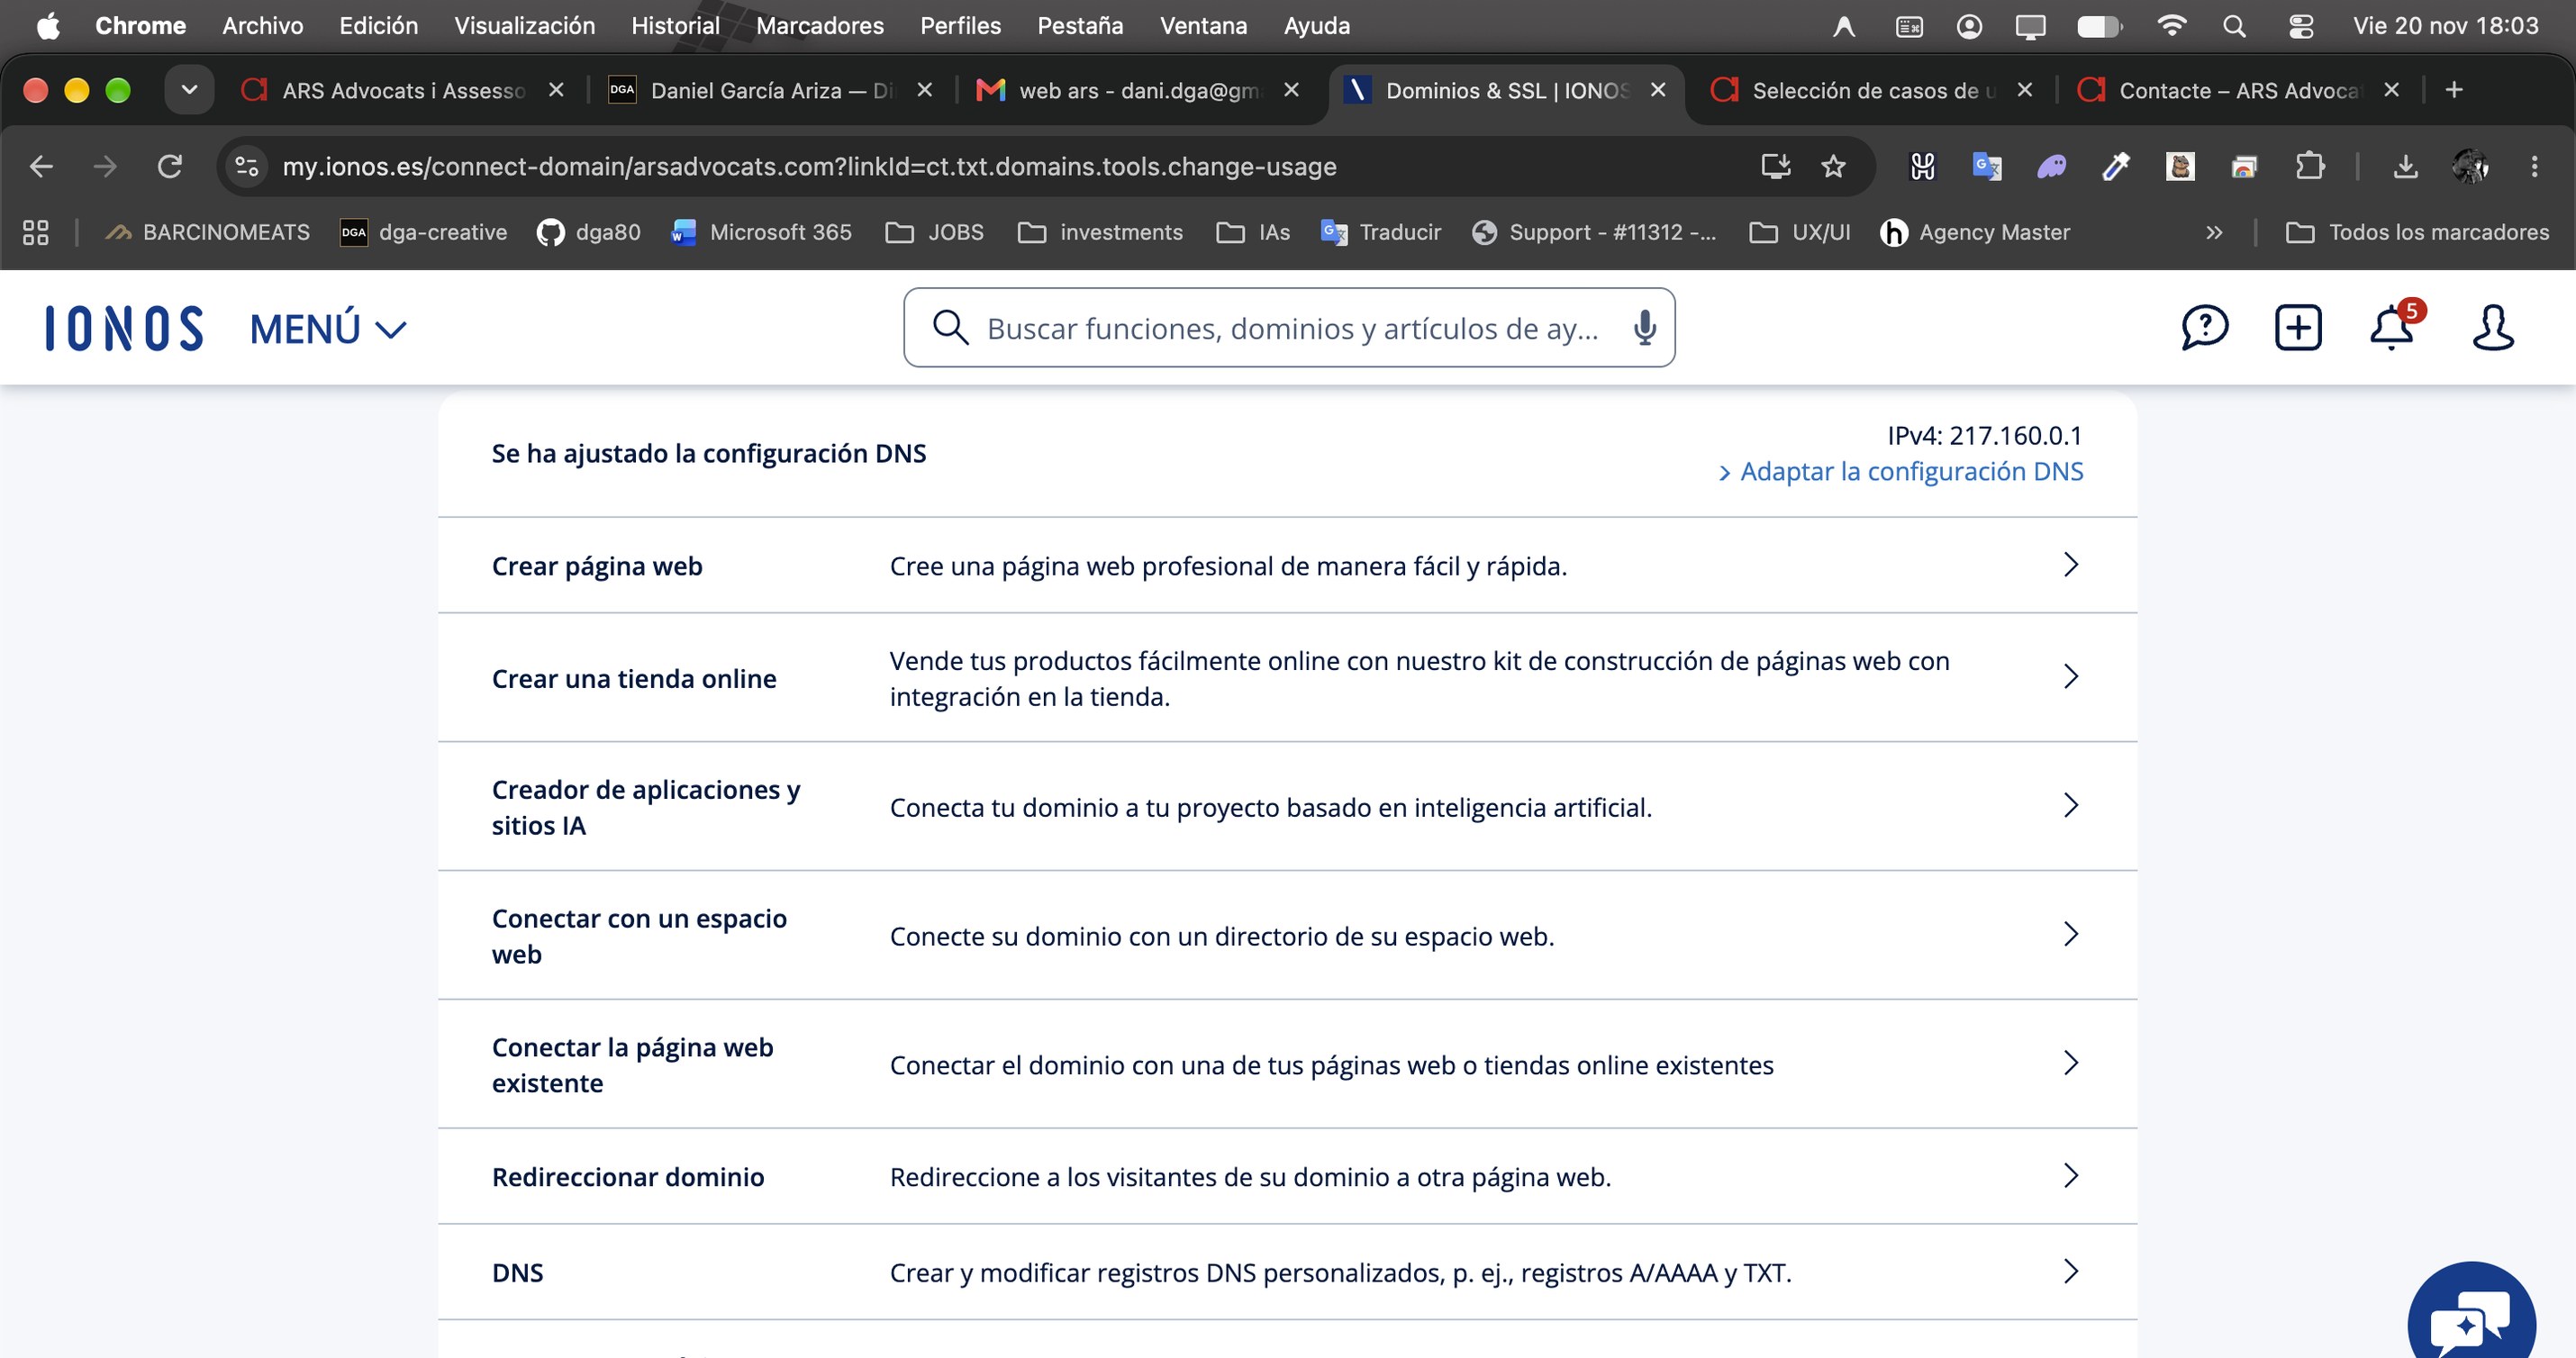 Chrome Archivo Edición Visualización Historial Marcadores Perfiles Pestaña Ventana Ayuda Vie 20 nov 18:03
ARS Advocats i Assesso DGA Daniel García Ariza — Di web ars - dani.dga@gm Dominios & SSL | IONOS Selección de casos de u Contacte – ARS Advoca
my.ionos.es/connect-domain/arsadvocats.com?linkId=ct.txt.domains.tools.change-usage
BARCINOMEATS DGA dga-creative dga80 Microsoft 365 JOBS investments IAs Traducir Support - #11312 -... UX/UI Agency Master Todos los marcadores
IONOS MENÚ Buscar funciones, dominios y artículos de ay... 5
Se ha ajustado la configuración DNS
IPv4: 217.160.0.1
Adaptar la configuración DNS
Crear página web Cree una página web profesional de manera fácil y rápida.
Crear una tienda online
Vende tus productos fácilmente online con nuestro kit de construcción de páginas web con
integración en la tienda.
Creador de aplicaciones y
sitios IA
Conecta tu dominio a tu proyecto basado en inteligencia artificial.
Conectar con un espacio
web
Conecte su dominio con un directorio de su espacio web.
Conectar la página web
existente
Conectar el dominio con una de tus páginas web o tiendas online existentes
Redireccionar dominio Redireccione a los visitantes de su dominio a otra página web.
DNS Crear y modificar registros DNS personalizados, p. ej., registros A/AAAA y TXT.